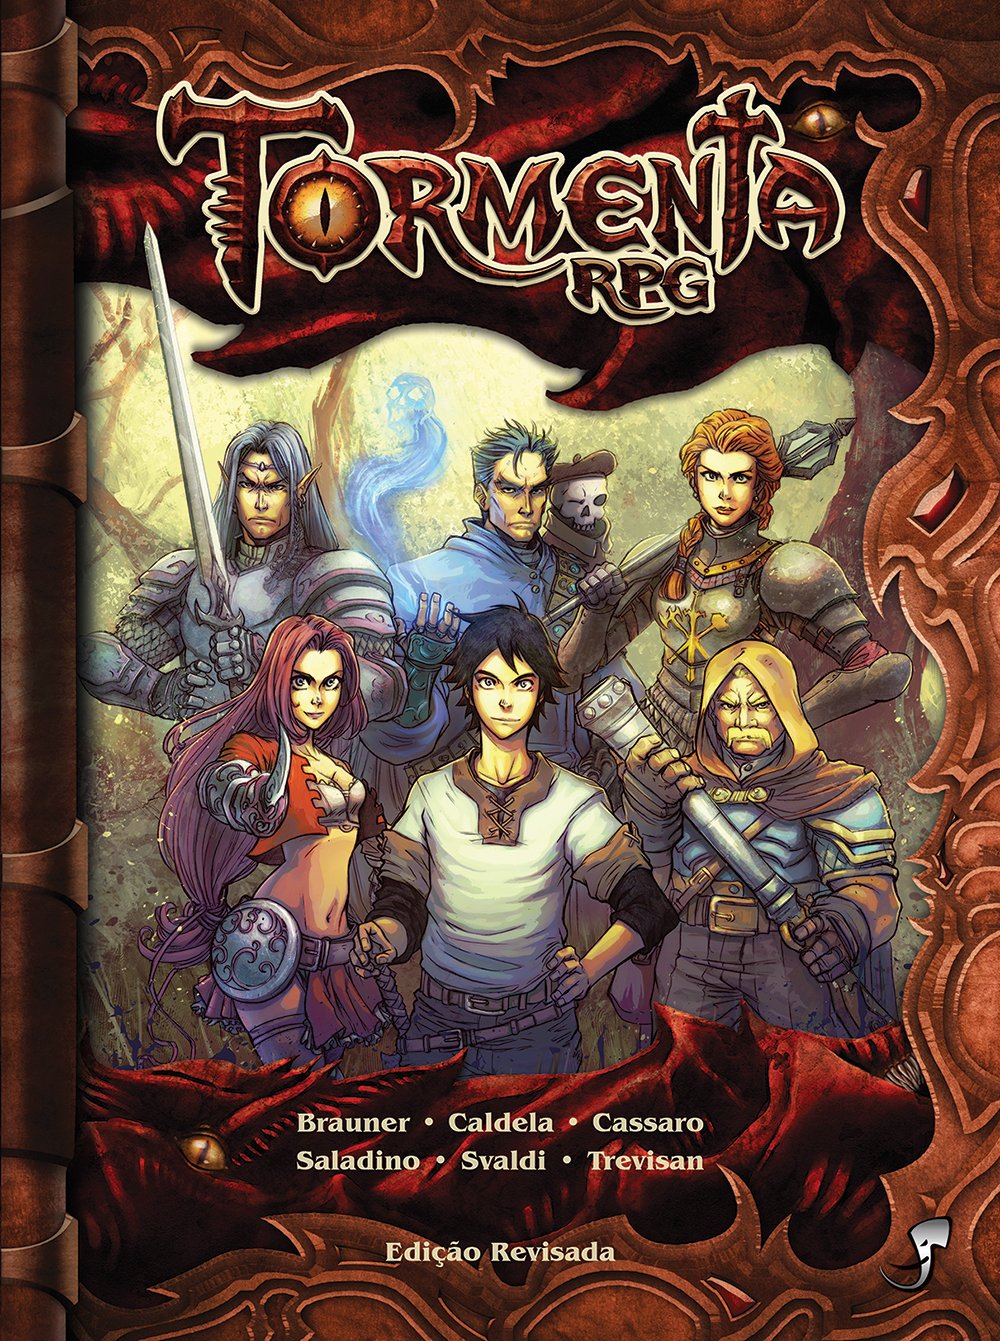 TORMENTA
RPG
Brauner • Caldela • Cassaro
Saladino • Svaldi • Trevisan
Edição Revisada